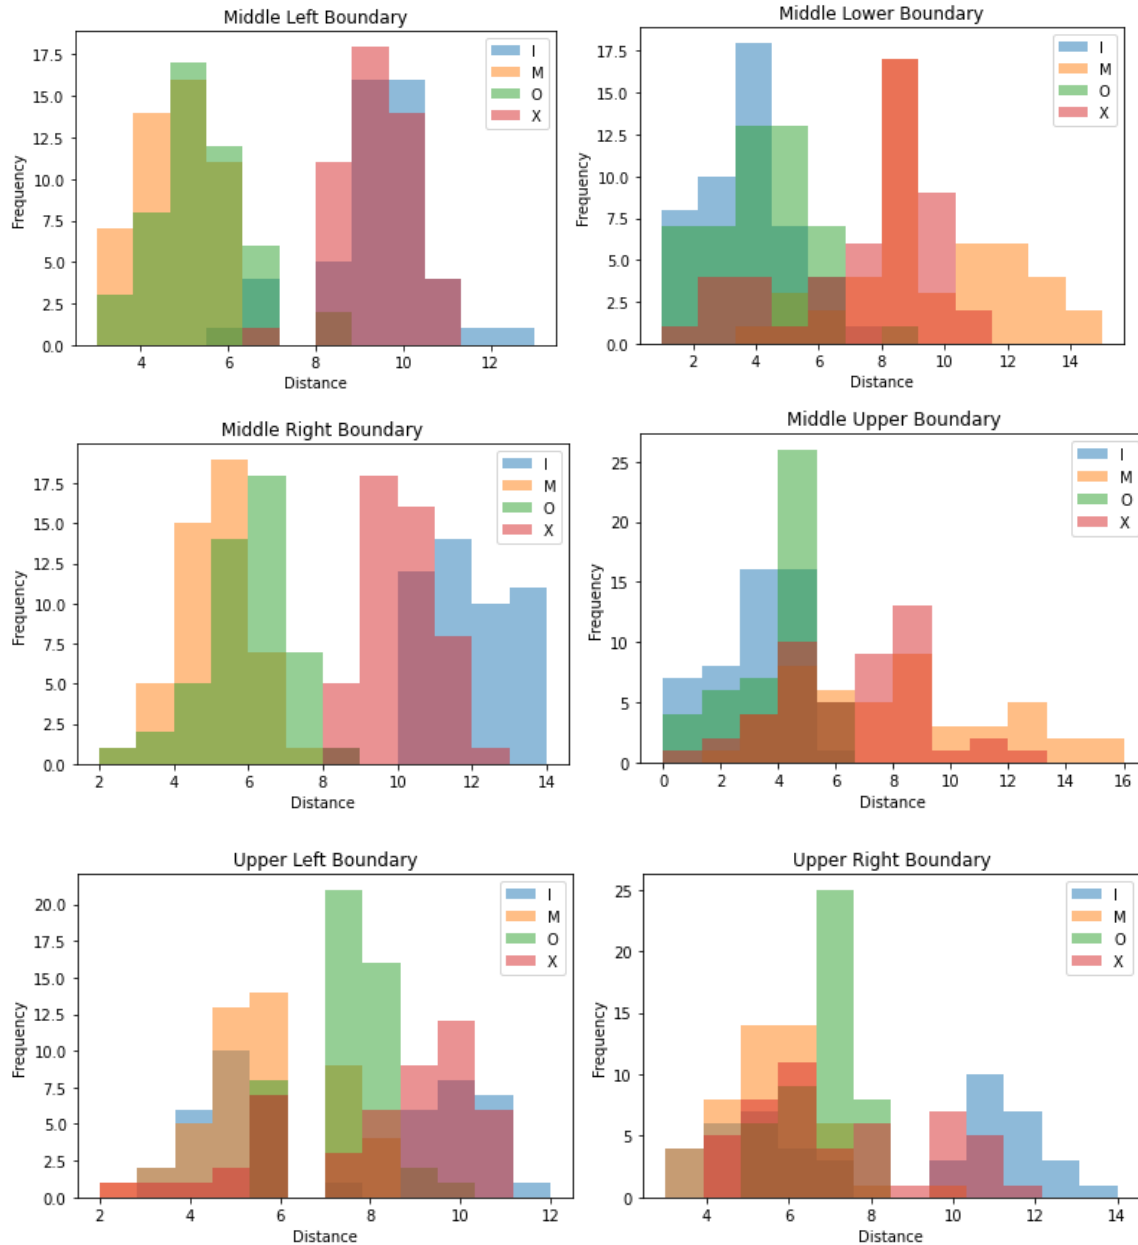 Middle Left Boundary
17.5
15.0
12.5
10.0
7.5
5.0
2.5
0.0
Frequency
4 6 8 10 12
Distance
I
M
O
X
Middle Lower Boundary
17.5
15.0
12.5
10.0
7.5
5.0
2.5
0.0
Frequency
2 4 6 8 10 12 14
Distance
I
M
O
X
Middle Right Boundary
17.5
15.0
12.5
10.0
7.5
5.0
2.5
0.0
Frequency
2 4 6 8 10 12 14
Distance
I
M
O
X
Middle Upper Boundary
25
20
15
10
5
0
Frequency
0 2 4 6 8 10 12 14 16
Distance
I
M
O
X
Upper Left Boundary
20.0
17.5
15.0
12.5
10.0
7.5
5.0
2.5
0.0
Frequency
2 4 6 8 10 12
Distance
I
M
O
X
Upper Right Boundary
25
20
15
10
5
0
Frequency
4 6 8 10 12 14
Distance
I
M
O
X